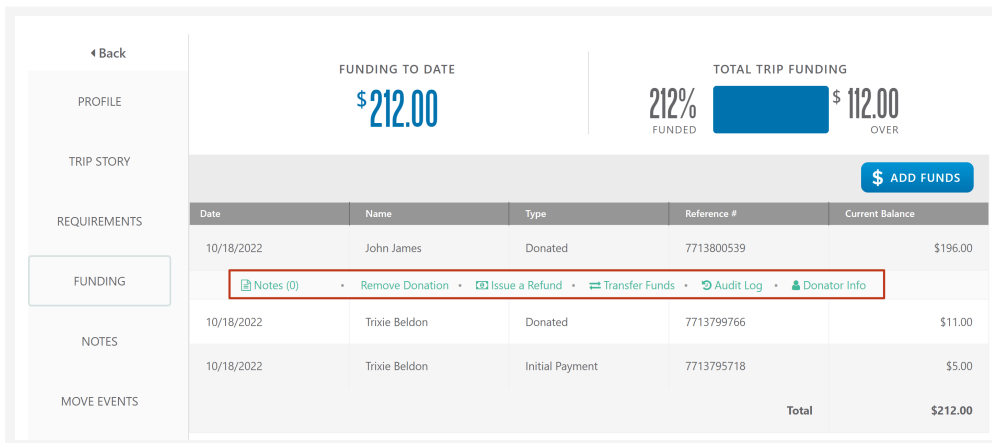 Back
PROFILE
TRIP STORY
REQUIREMENTS
FUNDING
NOTES
MOVE EVENTS
FUNDING TO DATE
$212.00
TOTAL TRIP FUNDING
212% $ 112.00
FUNDED OVER
$ ADD FUNDS
Date Name Type Reference # Current Balance
10/18/2022 John James Donated 7713800539 $196.00
Notes (0) • Remove Donation • Issue a Refund • Transfer Funds • Audit Log • Donator Info
10/18/2022 Trixie Beldon Donated 7713799766 $11.00
10/18/2022 Trixie Beldon Initial Payment 7713795718 $5.00
Total $212.00